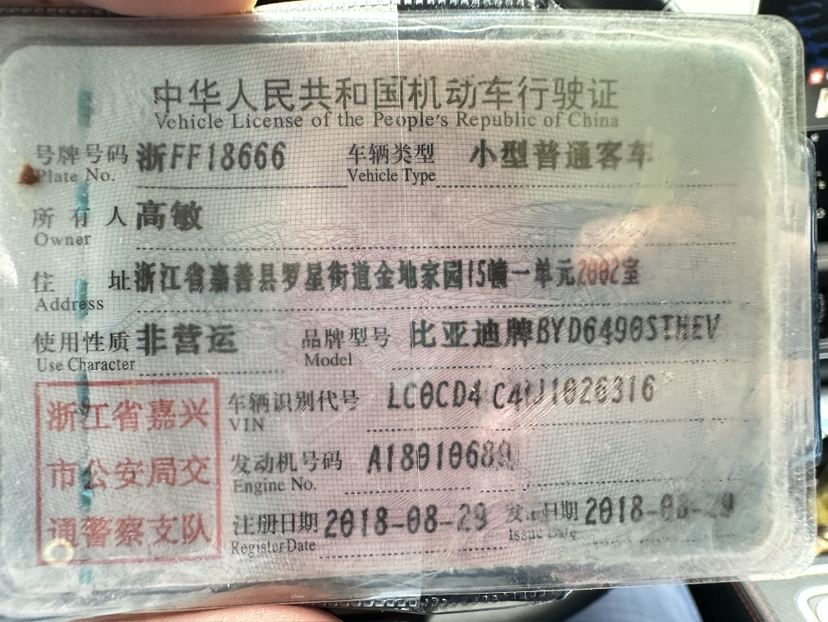 中华人民共和国机动车行驶证
Vehicle License of the People's Republic of China
号牌号码 浙FF18666 车辆类型 小型普通客车
Plate No. Vehicle Type
所有人 高敏
Owner
住址 浙江省嘉善县罗星街道金地家园15幢一单元2002室
Address
使用性质 非营运 品牌型号 比亚迪牌BYD6490STHEV
Use Character Model
浙江省嘉兴
市公安局交
通警察支队
车辆识别代号 LC0CD4C4
VIN
发动机号码 A18010689
Engine No.
注册日期 2018-08-29 发证日期 2018-08-29
Register Date Issue Date